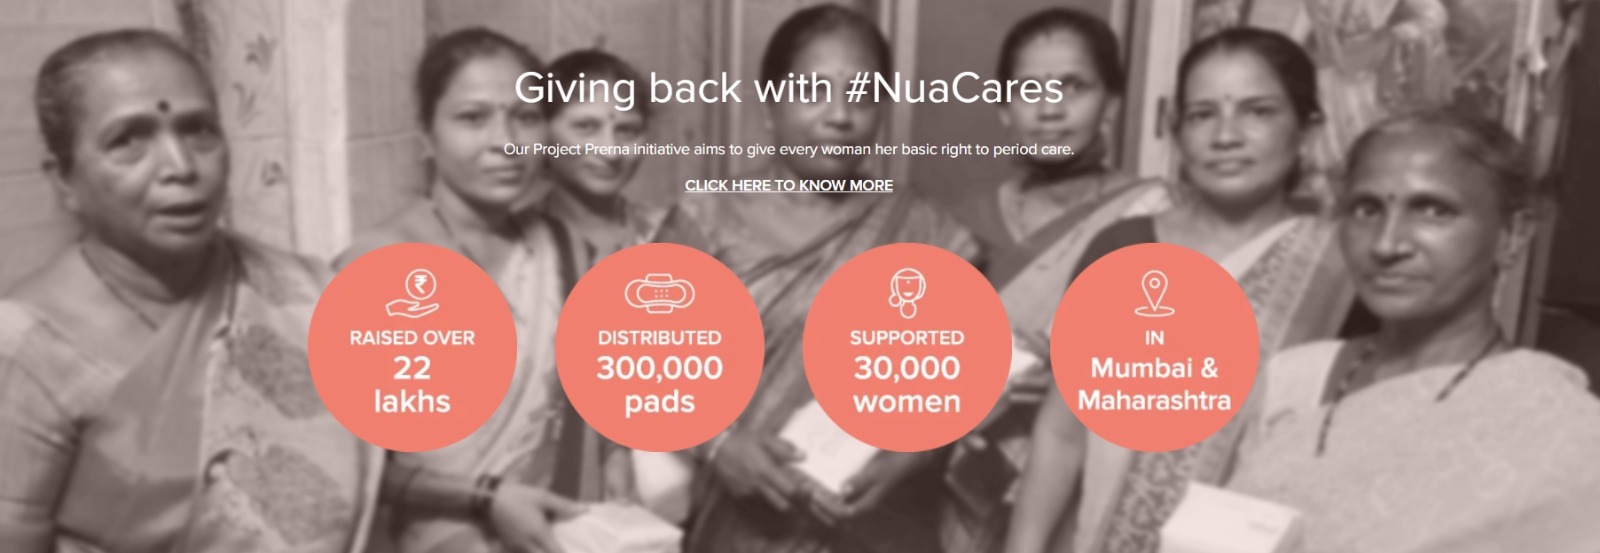 Giving back with #NuaCares
Our Project Prerna initiative aims to give every woman her basic right to period care.
CLICK HERE TO KNOW MORE
₹
RAISED OVER
22
lakhs
DISTRIBUTED
300,000
pads
SUPPORTED
30,000
women
IN
Mumbai &
Maharashtra